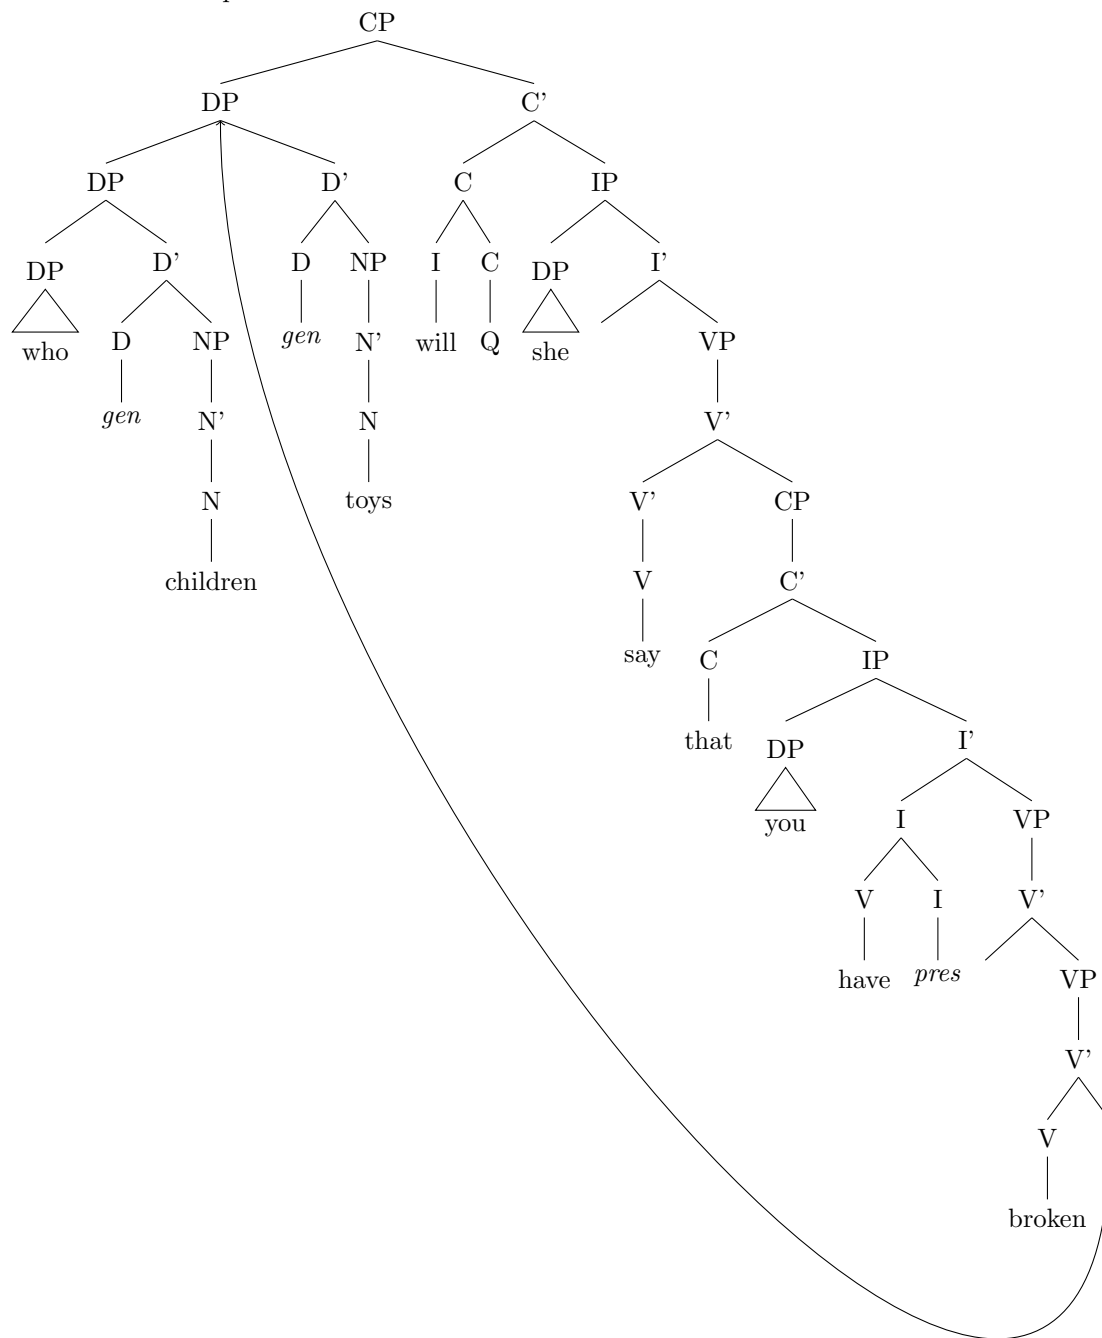 CP
DP C'
DP D' C IP
DP D' D NP I C DP I'
who D NP gen N' will Q she VP
gen N' N V'
N toys V' CP
children V C'
say C IP
that DP I'
you I VP
V I V'
have pres VP
V'
V
broken